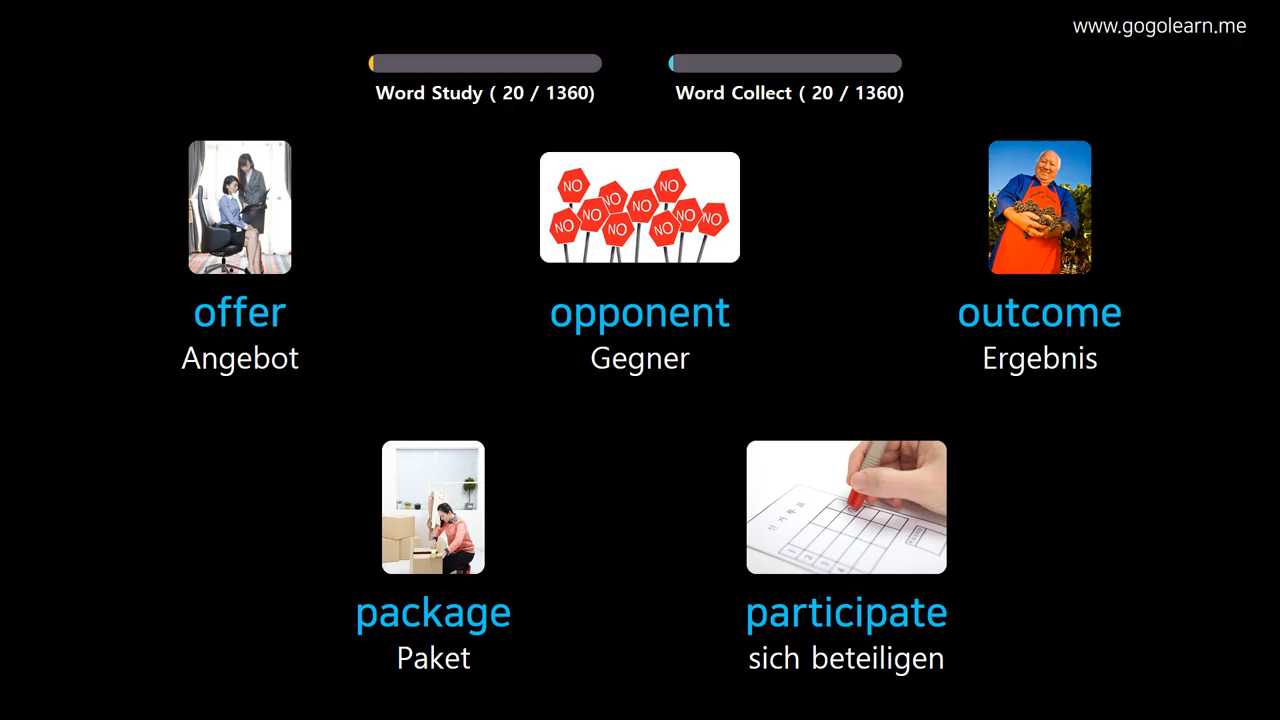 www.gogolearn.me
Word Study ( 20 / 1360)
Word Collect ( 20 / 1360)
NO
NO
NO
NO
NO
NO
NO
NO
NO
NO
offer
Angebot
opponent
Gegner
outcome
Ergebnis
package
Paket
participate
sich beteiligen